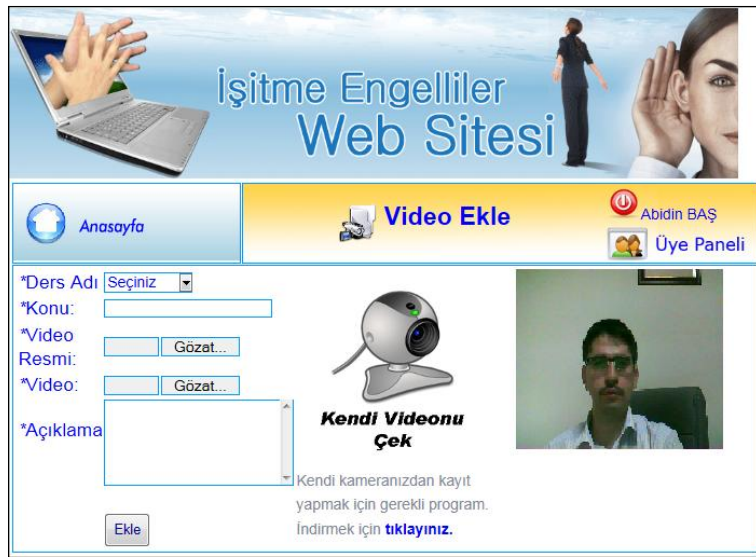 İşitme Engelliler
Web Sitesi
Anasayfa
Video Ekle
Abidin BAŞ
Üye Paneli
*Ders Adı Seçiniz
*Konu:
*Video
Resmi:
Gözat...
*Video: Gözat...
*Açıklama
Ekle
Kendi Videonu
Çek
Kendi kameranızdan kayıt
yapmak için gerekli program.
İndirmek için tıklayınız.